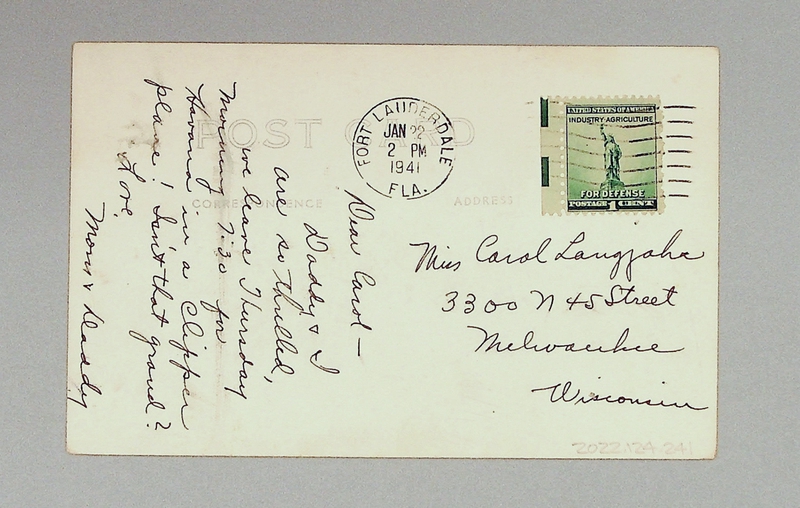 POST CARD
CORRESPONDENCE
ADDRESS
FORT LAUDERDALE
JAN 22
2 PM
1941
FLA.
UNITED STATES OF AMERICA
INDUSTRY·AGRICULTURE
FOR DEFENSE
POSTAGE 1 CENT
Dear Carol —
Daddy & I
are so thrilled,
we leave Thursday
morning 7:30 for
Havana in a Clipper
plane! Isn't that grand?
Love
Mom & Daddy
Miss Carol Langjahr
3300 N 45 Street
Milwaukee
Wisconsin
2022.12A.241